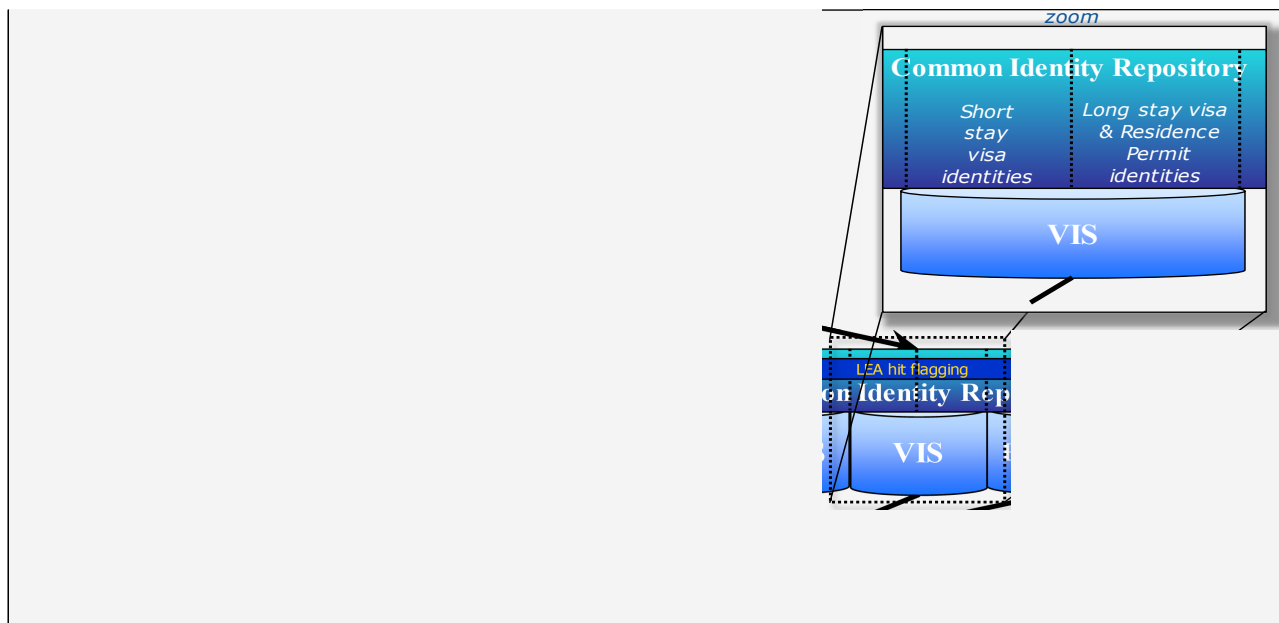 zoom
Common Identity Repository
Short
stay
visa
identities
Long stay visa
& Residence
Permit
identities
VIS
LEA hit flagging
Identity
VIS